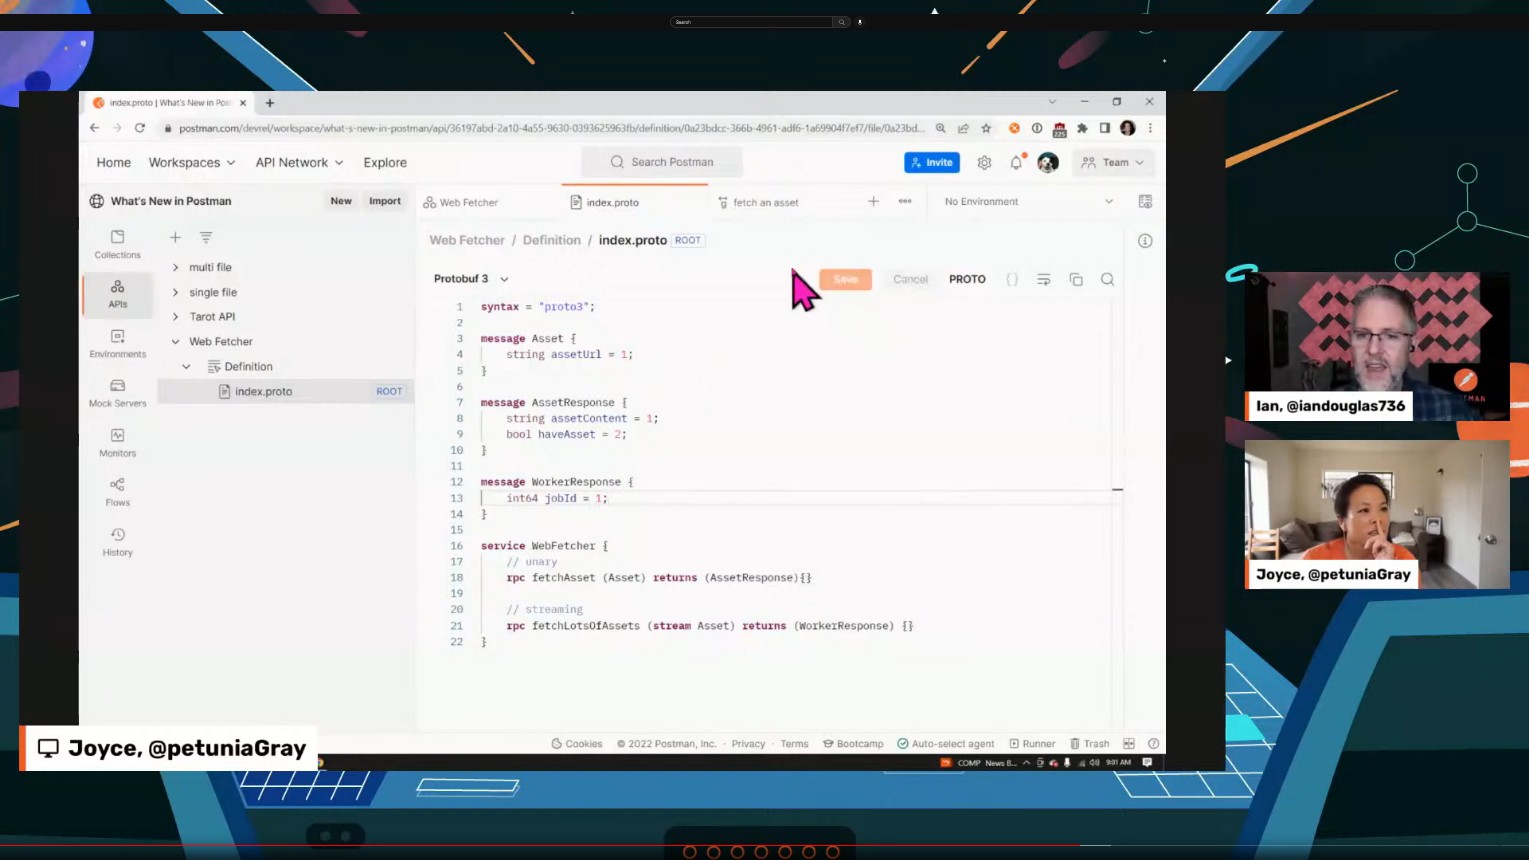 Search
index.proto | What's New in Post
postman.com/devrel/workspace/what-s-new-in-postman/api/36197abd-2a10-4a55-9630-0393625963fb/definition/0a23bdcc-366b-4961-adf6-1a69904f7ef7/file/0a23bd...
225
Home
Workspaces
API Network
Explore
Search Postman
Invite
Team
What's New in Postman
New
Import
Web Fetcher
index.proto
fetch an asset
No Environment
Collections
APIs
Environments
Mock Servers
Monitors
Flows
History
multi file
single file
Tarot API
Web Fetcher
Definition
index.proto ROOT
Web Fetcher / Definition / index.proto ROOT
Protobuf 3
Save
Cancel
PROTO
{}
1 syntax = "proto3";
2
3 message Asset {
4 string assetUrl = 1;
5 }
6
7 message AssetResponse {
8 string assetContent = 1;
9 bool haveAsset = 2;
10 }
11
12 message WorkerResponse {
13 int64 jobId = 1;
14 }
15
16 service WebFetcher {
17 // unary
18 rpc fetchAsset (Asset) returns (AssetResponse){}
19
20 // streaming
21 rpc fetchLotsOfAssets (stream Asset) returns (WorkerResponse) {}
22 }
Cookies
© 2022 Postman, Inc. · Privacy · Terms
Bootcamp
Auto-select agent
Runner
Trash
COMP News B...
9:01 AM
Joyce, @petuniaGray
Ian, @iandouglas736
Joyce, @petuniaGray